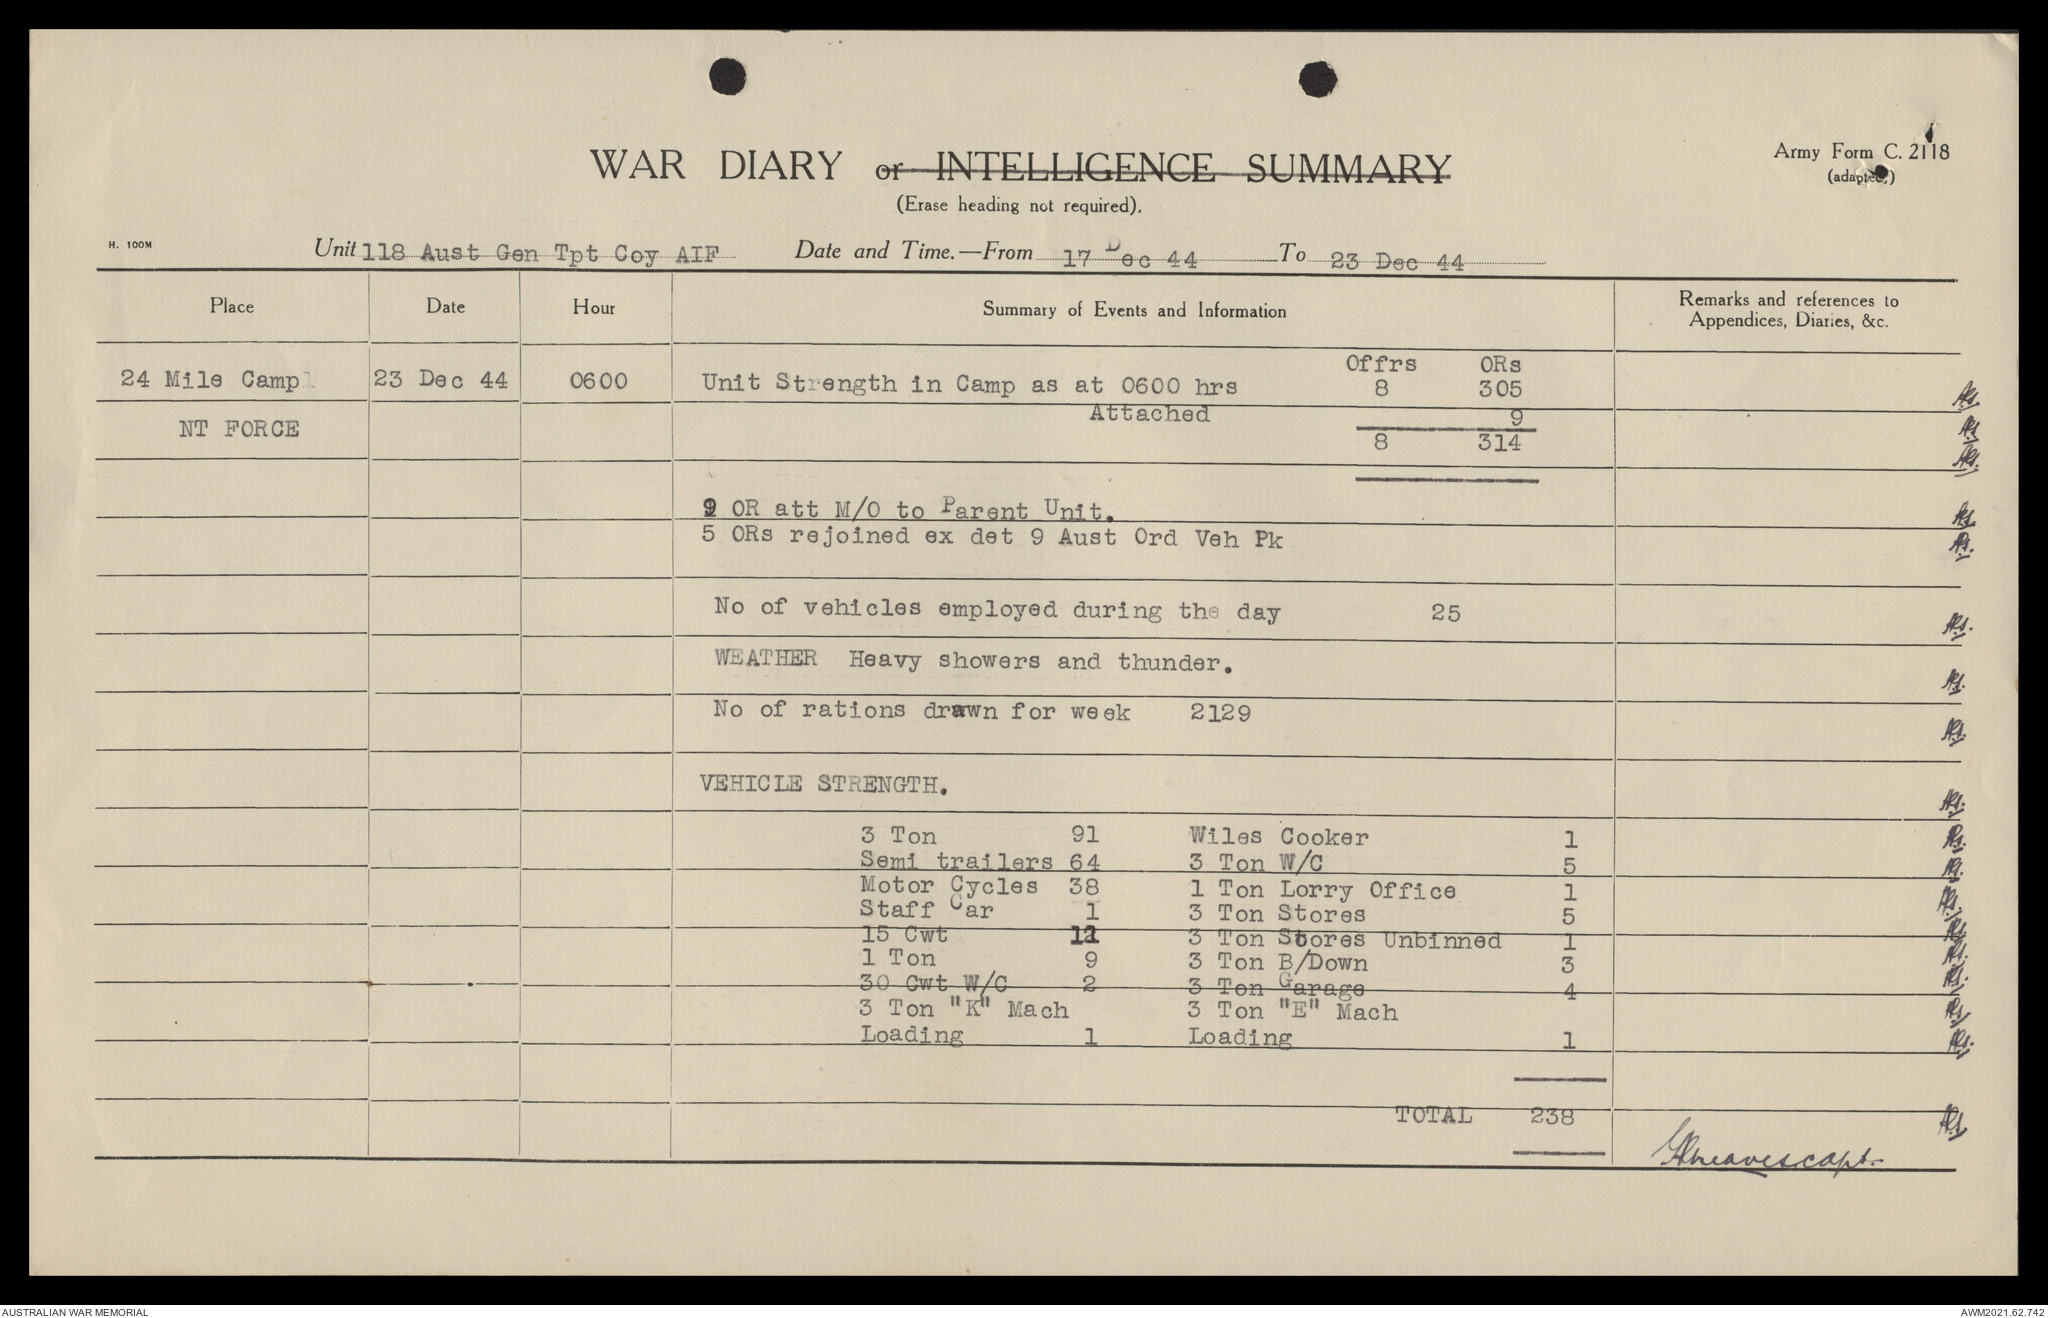 WAR DIARY or INTELLIGENCE SUMMARY
(Erase heading not required).
Army Form C. 2118
(adapted)
H. 100M
Unit 118 Aust Gen Tpt Coy AIF Date and Time.—From 17 Dec 44 To 23 Dec 44
Place Date Hour Summary of Events and Information Remarks and references to Appendices, Diaries, &c.
Offrs ORs
24 Mile Camp 23 Dec 44 0600 Unit Strength in Camp as at 0600 hrs 8 305
Attached 9
NT FORCE 8 314
OR att M/O to Parent Unit.
5 ORs rejoined ex det 9 Aust Ord Veh Pk
No of vehicles employed during the day 25
WEATHER Heavy showers and thunder.
No of rations drawn for week 2129
VEHICLE STRENGTH.
3 Ton 91 Wiles Cooker 1
Semi trailers 64 3 Ton W/C 5
Motor Cycles 38 1 Ton Lorry Office 1
Staff Car 1 3 Ton Stores 5
15 Cwt 3 Ton Stores Unbinned 1
1 Ton 9 3 Ton B/Down 3
30 Cwt W/C 2 3 Ton Garage 4
3 Ton "K" Mach 3 Ton "E" Mach
Loading 1 Loading 1
TOTAL 238
capt.
AUSTRALIAN WAR MEMORIAL AWM2021.62.742